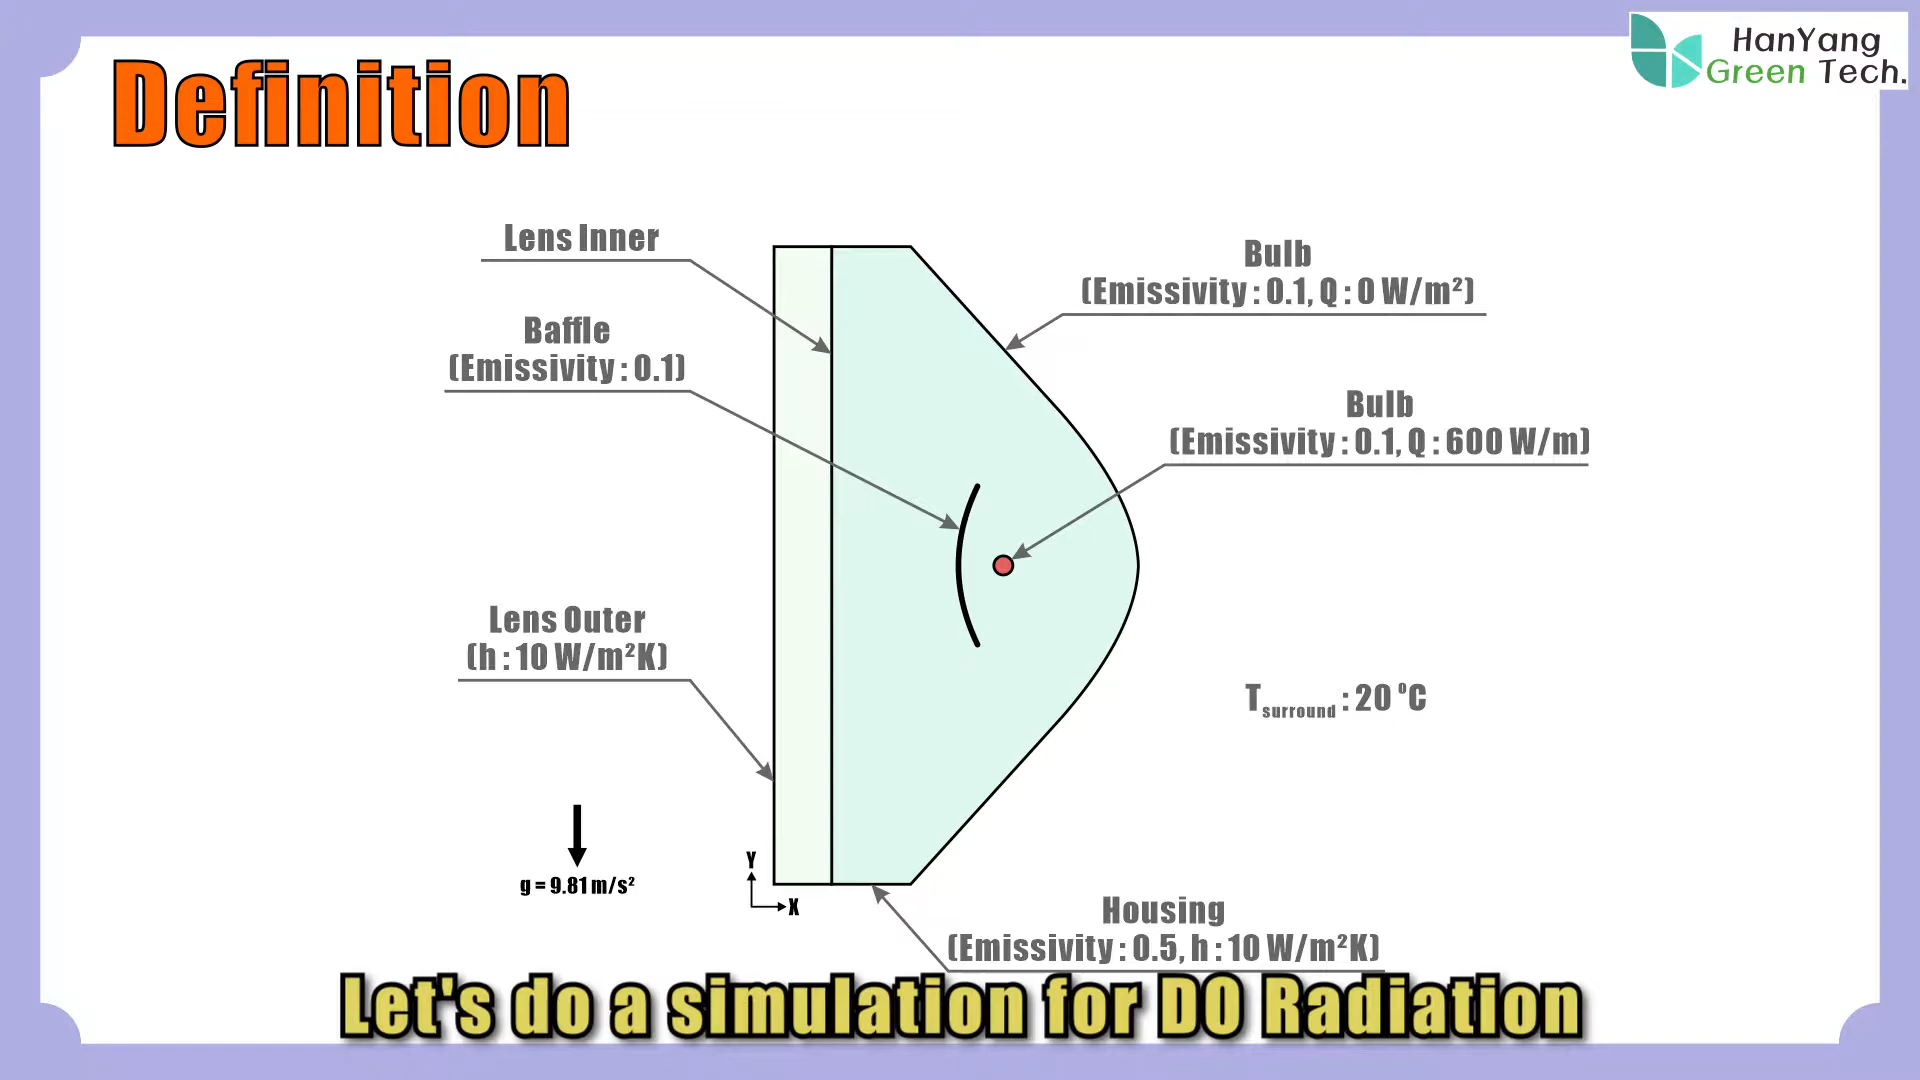 HanYang
Green Tech.
Definition
Lens Inner
Baffle
(Emissivity : 0.1)
Bulb
(Emissivity : 0.1, Q : 0 W/m²)
Bulb
(Emissivity : 0.1, Q : 600 W/m)
Lens Outer
(h : 10 W/m²K)
Tsurround : 20 ºC
g = 9.81 m/s²
Y
X
Housing
(Emissivity : 0.5, h : 10 W/m²K)
Let's do a simulation for DO Radiation